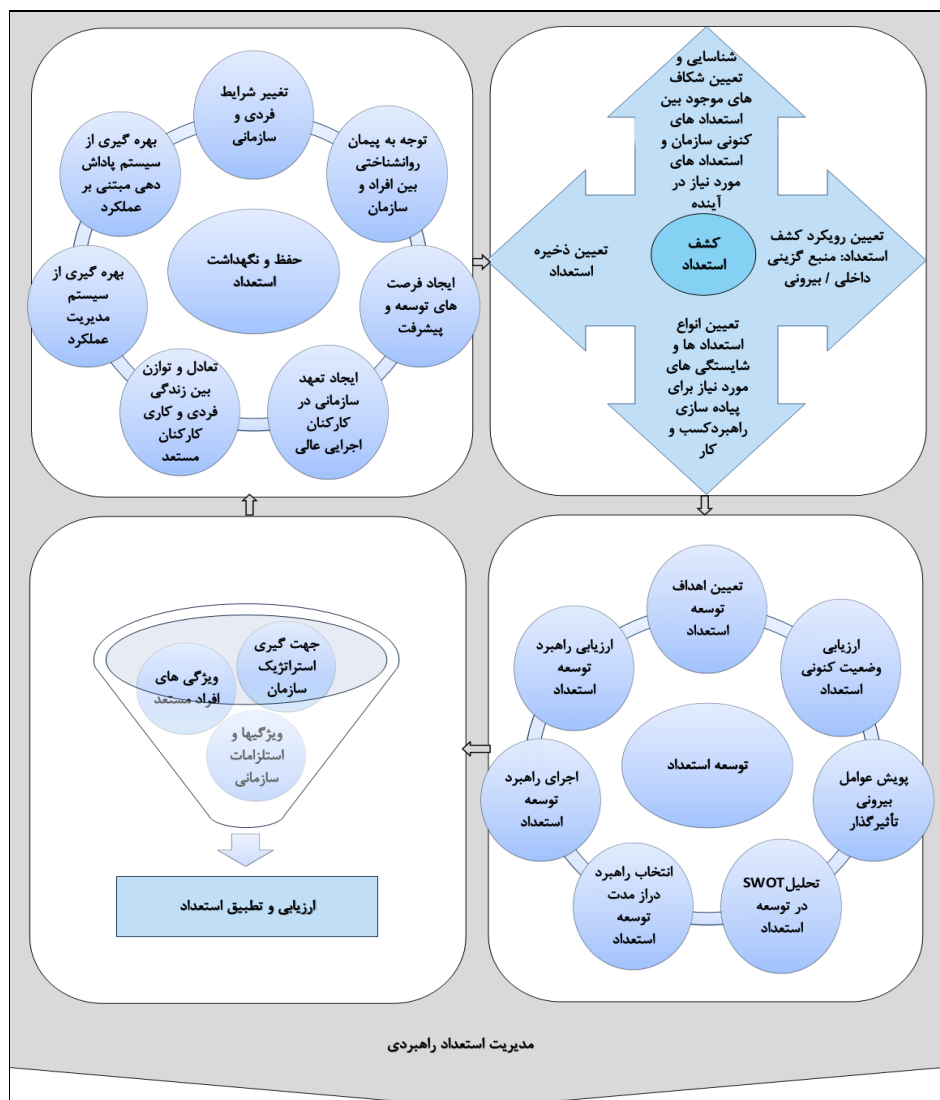 شناسایی و
تعیین شکاف
های موجود بین
استعداد های
کنونی سازمان و
استعداد های
مورد نیاز در
آینده
تعیین رویکرد کشف
استعداد: منبع گزینی
داخلی / بیرونی
کشف
استعداد
تعیین ذخیره
استعداد
تعیین انواع
استعداد ها و
شایستگی های
مورد نیاز برای
پیاده سازی
راهبردکسب و
کار
تغییر شرایط
فردی و
سازمانی
توجه به پیمان
روانشناختی
بین افراد و
سازمان
ایجاد فرصت
های توسعه و
پیشرفت
ایجاد تعهد
سازمانی در
کارکنان
اجرایی عالی
تعادل و توازن
بین زندگی
فردی و کاری
کارکنان
مستعد
بهره گیری از
سیستم
مدیریت
عملکرد
بهره گیری از
سیستم پاداش
دهی مبتنی بر
عملکرد
حفظ و نگهداشت
استعداد
تعیین اهداف
توسعه
استعداد
ارزیابی
وضعیت کنونی
استعداد
پویش عوامل
بیرونی
تأثیرگذار
تحلیلSWOT
در توسعه
استعداد
انتخاب راهبرد
دراز مدت
توسعه
استعداد
اجرای راهبرد
توسعه
استعداد
ارزیابی راهبرد
توسعه
استعداد
توسعه استعداد
جهت گیری
استراتژیک
سازمان
ویژگی های
افراد مستعد
ویژگیها و
استلزامات
سازمانی
ارزیابی و تطبیق استعداد
مدیریت استعداد راهبردی